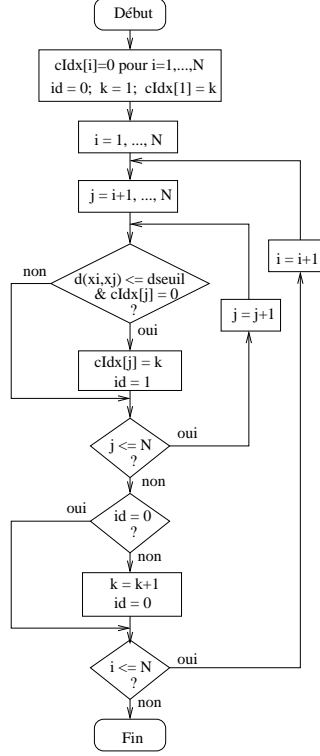 Début
cIdx[i]=0 pour i=1,...,N
id = 0; k = 1; cIdx[1] = k
i = 1, ..., N
j = i+1, ..., N
i = i+1
non
d(xi,xj) <= dseuil
& cIdx[j] = 0
?
j = j+1
oui
cIdx[j] = k
id = 1
j <= N
?
oui
non
oui
id = 0
?
non
k = k+1
id = 0
i <= N
?
oui
non
Fin